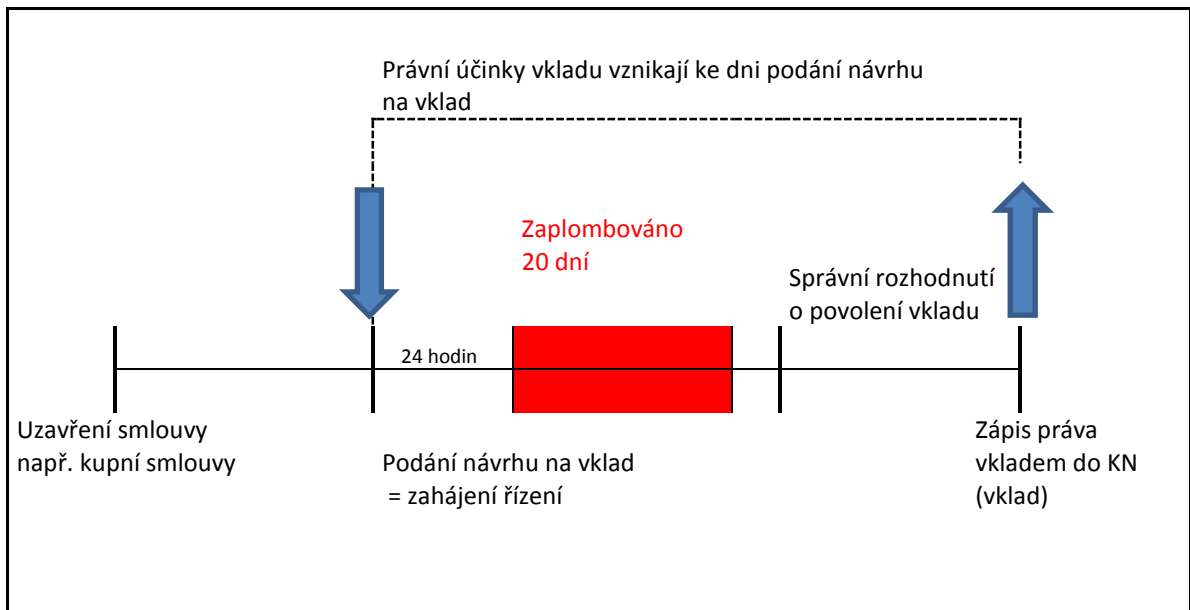 Právní účinky vkladu vznikají ke dni podání návrhu
na vklad
Zaplombováno
20 dní
Správní rozhodnutí
o povolení vkladu
24 hodin
Uzavření smlouvy
např. kupní smlouvy
Podání návrhu na vklad
= zahájení řízení
Zápis práva
vkladem do KN
(vklad)